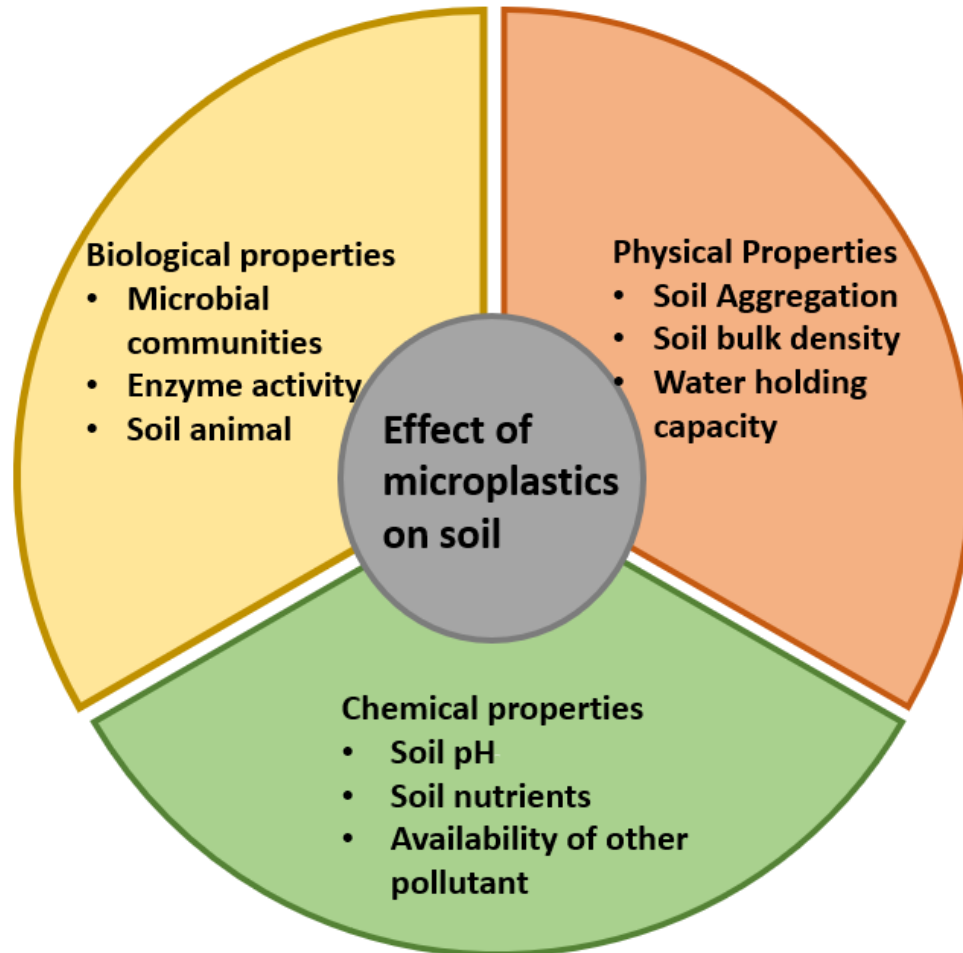 Biological properties
• Microbial
communities
• Enzyme activity
• Soil animal
Physical Properties
• Soil Aggregation
• Soil bulk density
• Water holding
capacity
Effect of
microplastics
on soil
Chemical properties
• Soil pH
• Soil nutrients
• Availability of other
pollutant